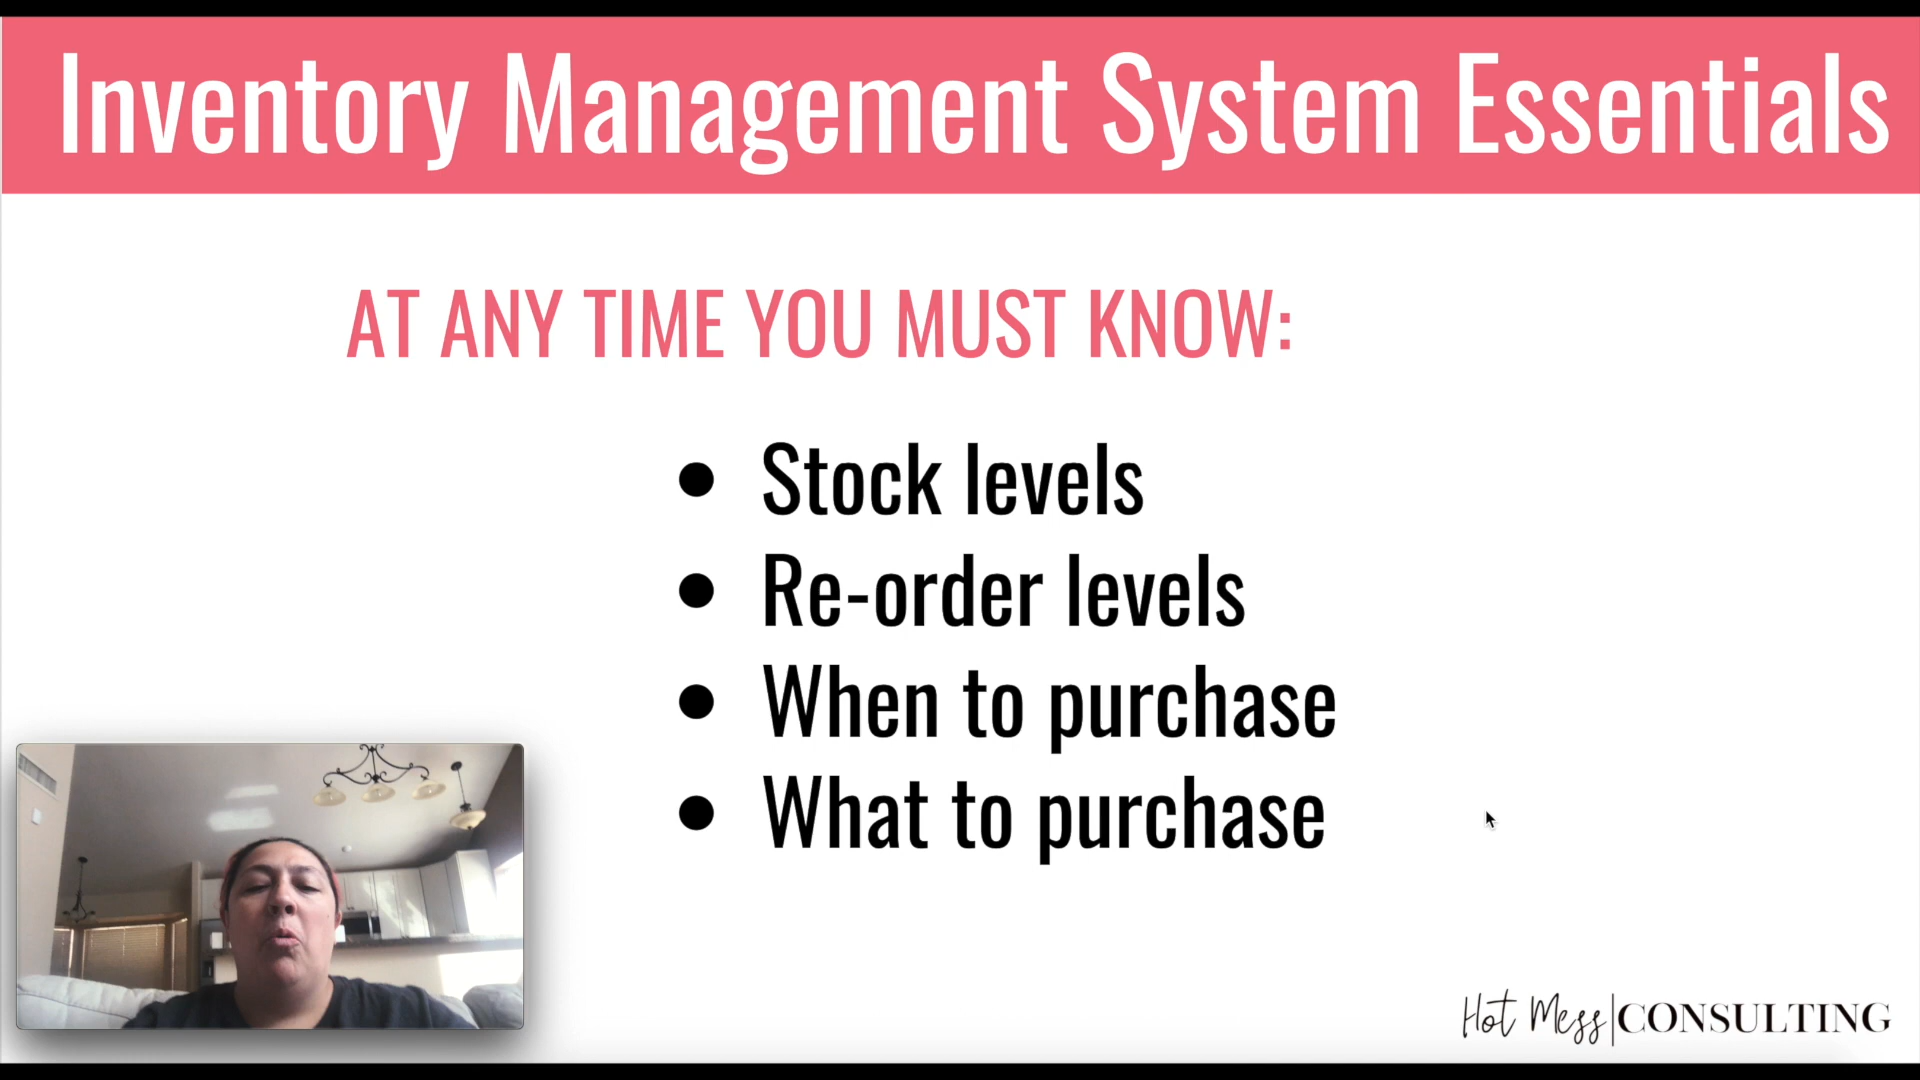 Inventory Management System Essentials
AT ANY TIME YOU MUST KNOW:
• Stock levels
• Re-order levels
• When to purchase
• What to purchase
Hot Mess|CONSULTING